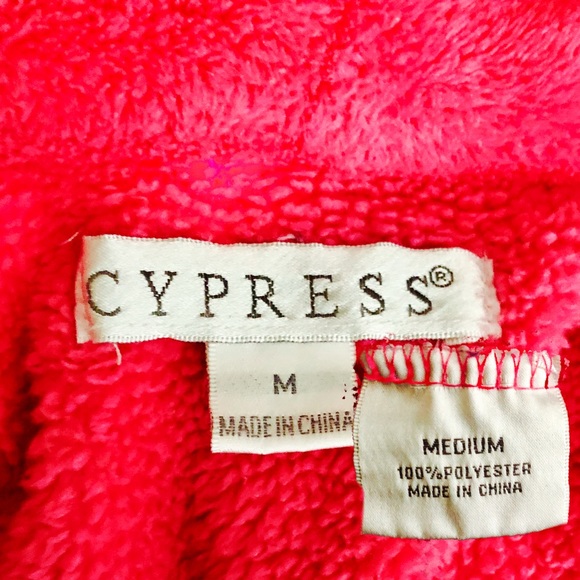 CYPRESS®
M
MADE IN CHINA
MEDIUM
100%POLYESTER
MADE IN CHINA